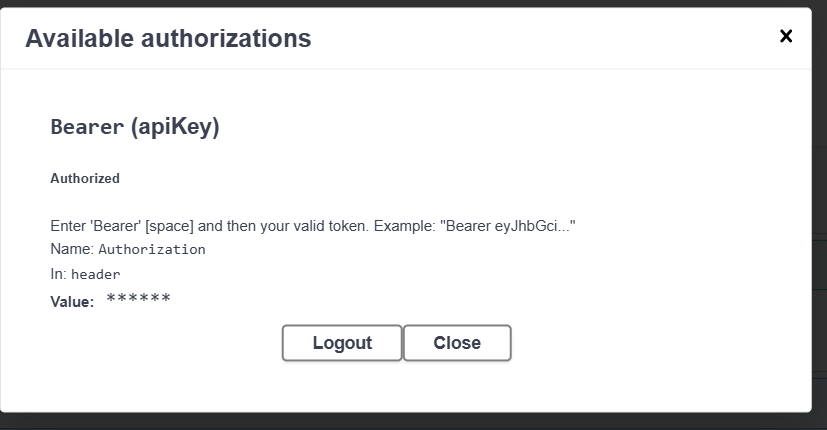 Available authorizations
×
Bearer (apiKey)
Authorized
Enter 'Bearer' [space] and then your valid token. Example: "Bearer eyJhbGci..."
Name: Authorization
In: header
Value: ******
Logout Close